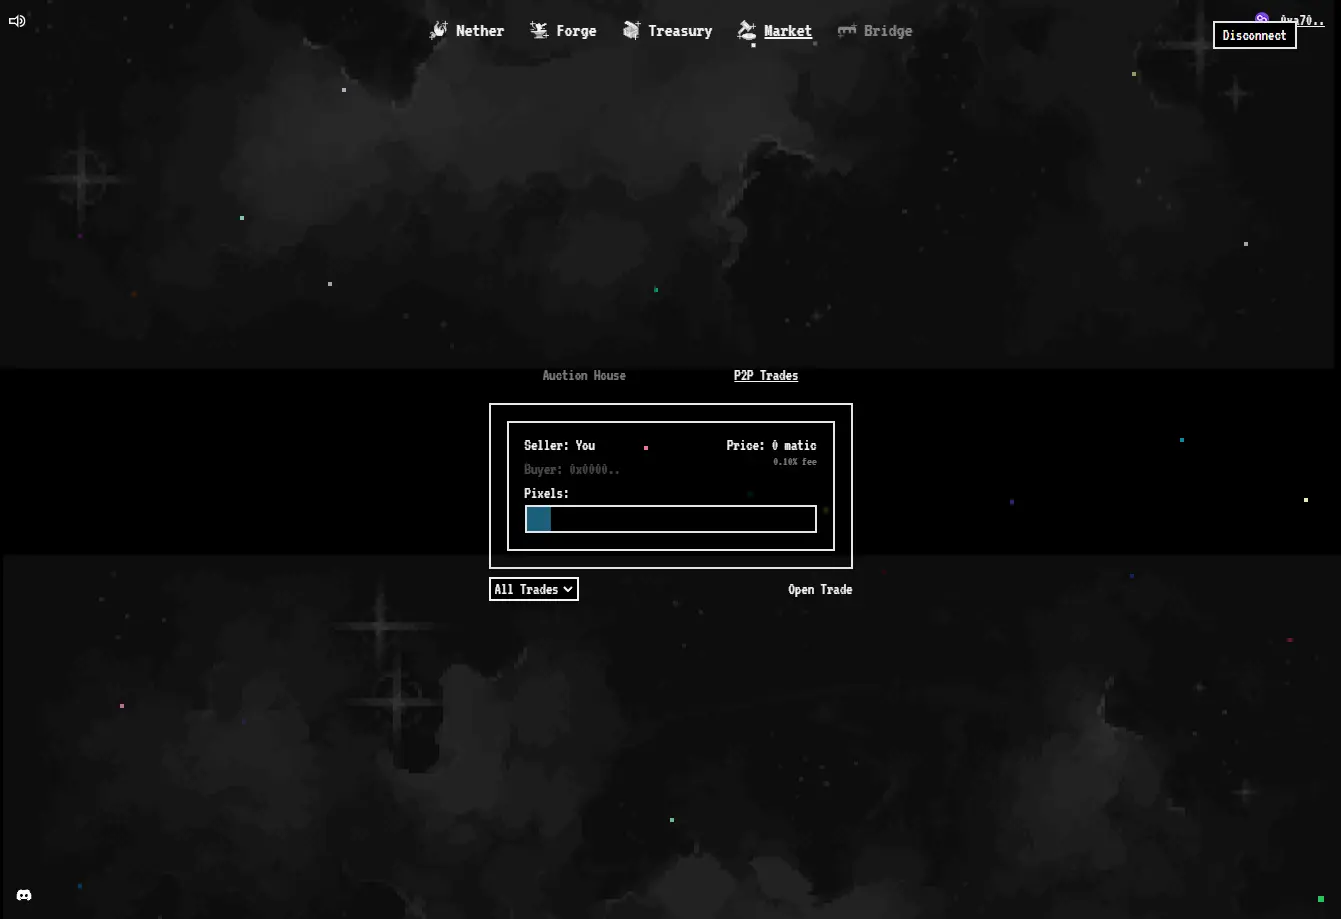 Nether Forge Treasury Market Bridge
0xa70..
Disconnect
Auction House P2P Trades
Seller: You Price: 0 matic
0.10% fee
Buyer: 0x0000..
Pixels:
All Trades Open Trade